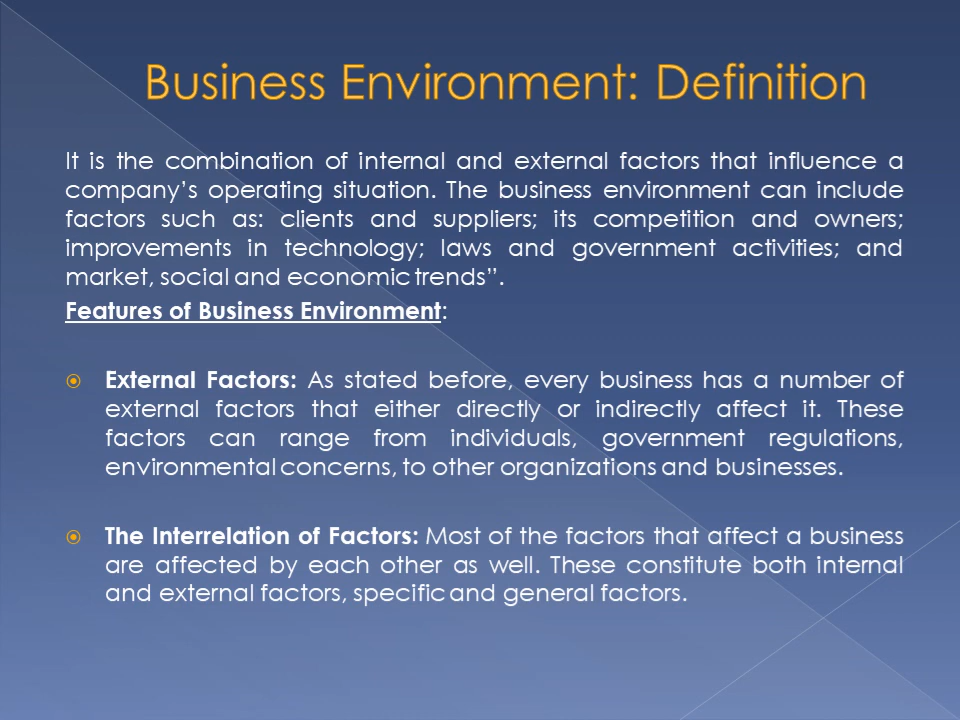 Business Environment: Definition
It is the combination of internal and external factors that influence a
company’s operating situation. The business environment can include
factors such as: clients and suppliers; its competition and owners;
improvements in technology; laws and government activities; and
market, social and economic trends”.
Features of Business Environment:
External Factors: As stated before, every business has a number of
external factors that either directly or indirectly affect it. These
factors can range from individuals, government regulations,
environmental concerns, to other organizations and businesses.
The Interrelation of Factors: Most of the factors that affect a business
are affected by each other as well. These constitute both internal
and external factors, specific and general factors.